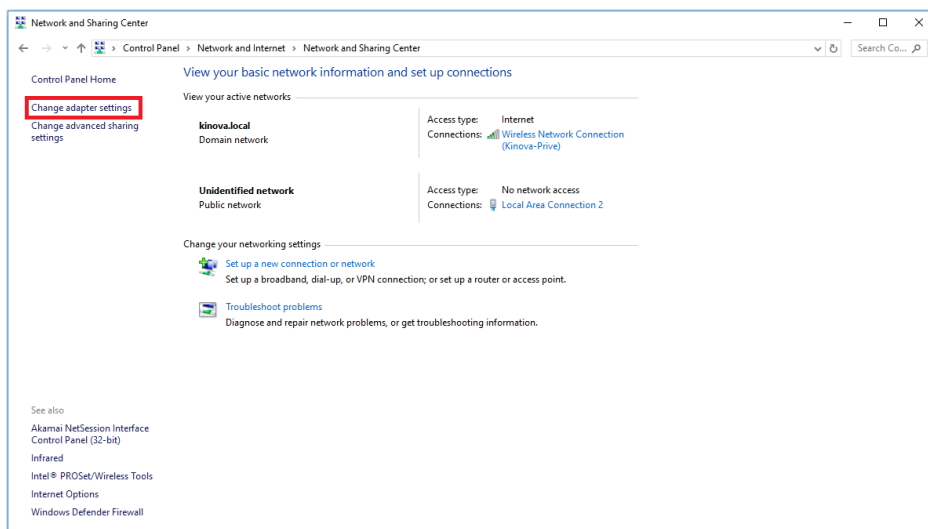 Network and Sharing Center
Control Panel > Network and Internet > Network and Sharing Center
Search Co...
Control Panel Home
Change adapter settings
Change advanced sharing
settings
View your basic network information and set up connections
View your active networks
kinova.local
Domain network
Access type: Internet
Connections: Wireless Network Connection
(Kinova-Prive)
Unidentified network
Public network
Access type: No network access
Connections: Local Area Connection 2
Change your networking settings
Set up a new connection or network
Set up a broadband, dial-up, or VPN connection; or set up a router or access point.
Troubleshoot problems
Diagnose and repair network problems, or get troubleshooting information.
See also
Akamai NetSession Interface
Control Panel (32-bit)
Infrared
Intel® PROSet/Wireless Tools
Internet Options
Windows Defender Firewall